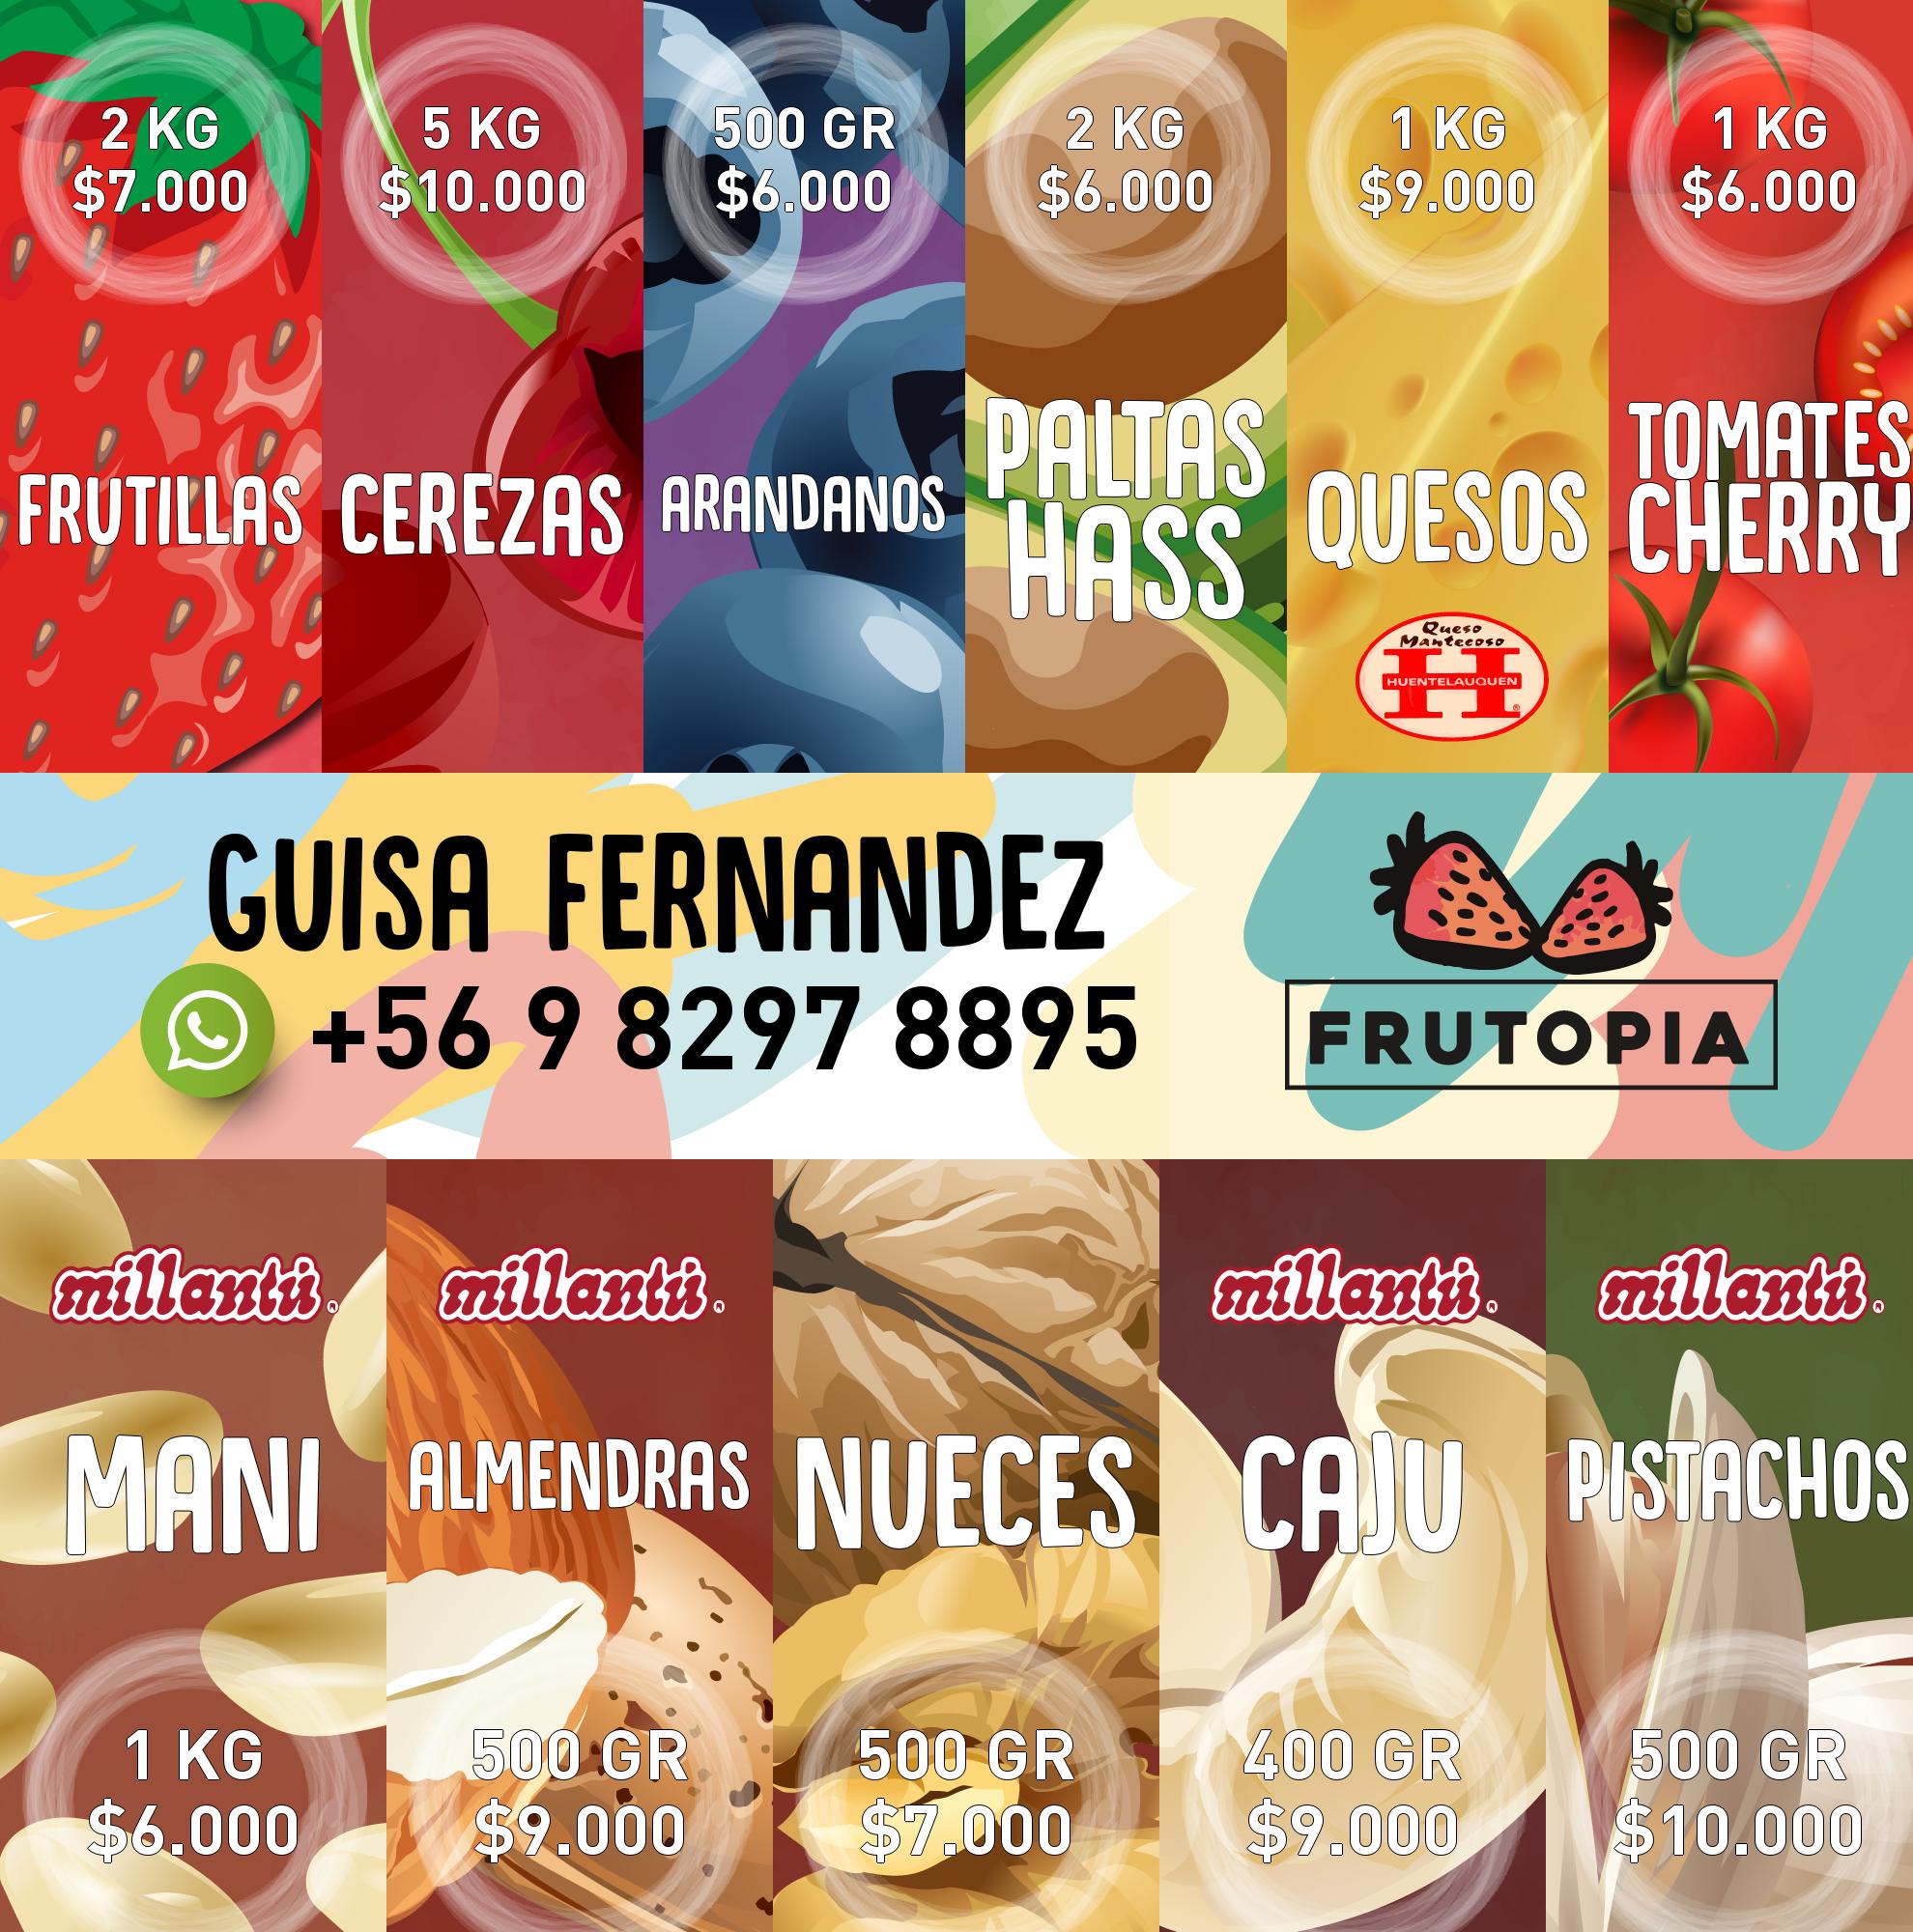 2 KG
$7.000
FRUTILLAS
5 KG
$10.000
CEREZAS
500 GR
$6.000
ARANDANOS
2 KG
$6.000
PALTAS
HASS
1 KG
$9.000
QUESOS
Queso
Mantecoso
H
HUENTELAUQUEN
®
1 KG
$6.000
TOMATES
CHERRY
GUISA FERNANDEZ
+56 9 8297 8895
FRUTOPIA
millantú®
MANI
1 KG
$6.000
millantú®
ALMENDRAS
500 GR
$9.000
NUECES
500 GR
$7.000
millantú®
CAJU
400 GR
$9.000
millantú®
PISTACHOS
500 GR
$10.000